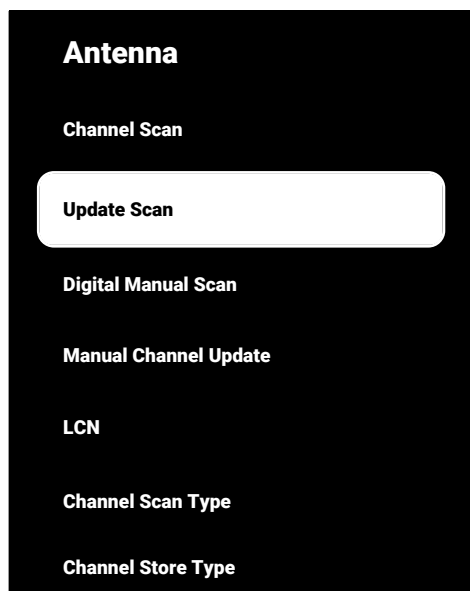 Antenna
Channel Scan
Update Scan
Digital Manual Scan
Manual Channel Update
LCN
Channel Scan Type
Channel Store Type